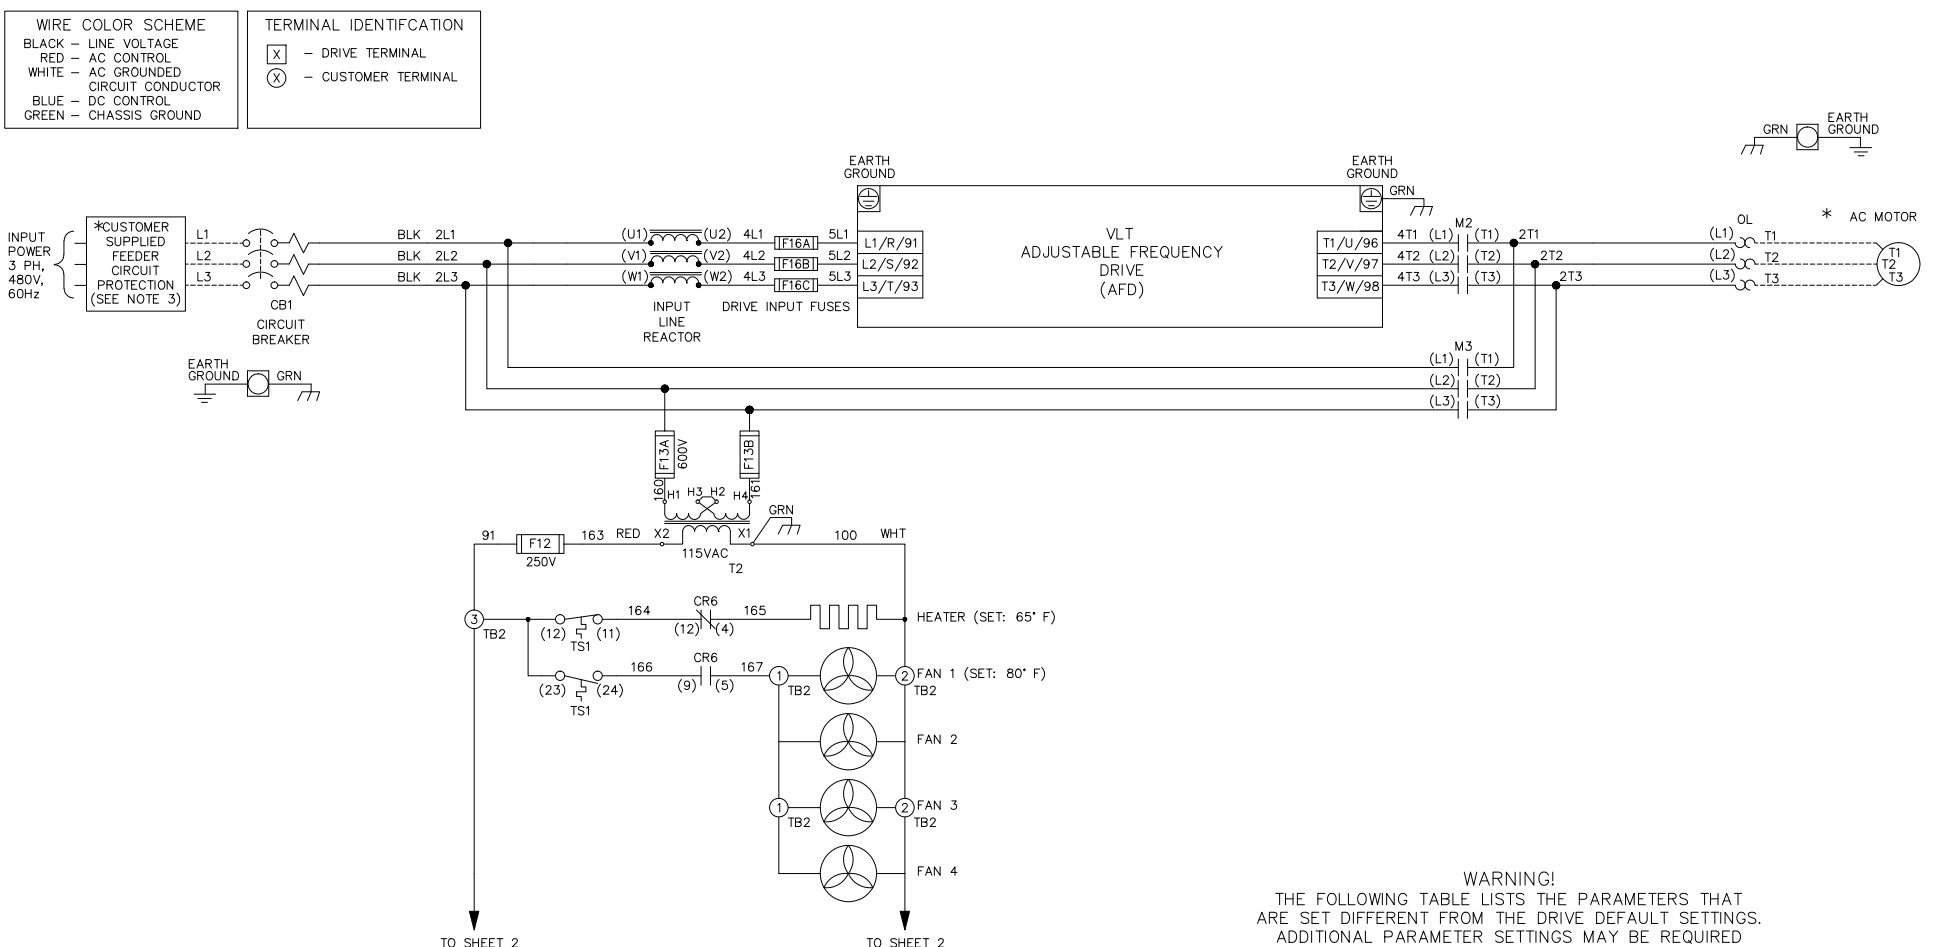 WIRE COLOR SCHEME
BLACK – LINE VOLTAGE
RED – AC CONTROL
WHITE – AC GROUNDED
CIRCUIT CONDUCTOR
BLUE – DC CONTROL
GREEN – CHASSIS GROUND
TERMINAL IDENTIFCATION
X – DRIVE TERMINAL
X – CUSTOMER TERMINAL
GRN
EARTH
GROUND
INPUT
POWER
3 PH,
480V,
60Hz
*CUSTOMER
SUPPLIED
FEEDER
CIRCUIT
PROTECTION
(SEE NOTE 3)
L1
L2
L3
CB1
CIRCUIT
BREAKER
BLK 2L1
BLK 2L2
BLK 2L3
(U1) (U2) 4L1 F16A 5L1
(V1) (V2) 4L2 F16B 5L2
(W1) (W2) 4L3 F16C 5L3
INPUT
LINE
REACTOR
DRIVE INPUT FUSES
EARTH
GROUND
L1/R/91
L2/S/92
L3/T/93
VLT
ADJUSTABLE FREQUENCY
DRIVE
(AFD)
EARTH
GROUND
GRN
T1/U/96
T2/V/97
T3/W/98
M2
4T1 (L1) (T1) 2T1
4T2 (L2) (T2) 2T2
4T3 (L3) (T3) 2T3
OL
(L1) T1
(L2) T2
(L3) T3
* AC MOTOR
T1
T2
T3
M3
(L1) (T1)
(L2) (T2)
(L3) (T3)
EARTH
GROUND GRN
F13A
600V
F13B
160 H1 H3 H2 H4 161
GRN
91 F12 163 RED X2 X1 100 WHT
250V
115VAC
T2
3
TB2
(12) (11)
TS1
164
CR6
(12) (4)
165
HEATER (SET: 65° F)
(23) (24)
TS1
166
CR6
(9) (5)
167
1
TB2
2
TB2
FAN 1 (SET: 80° F)
FAN 2
1
TB2
2
TB2
FAN 3
FAN 4
TO SHEET 2
TO SHEET 2
WARNING!
THE FOLLOWING TABLE LISTS THE PARAMETERS THAT
ARE SET DIFFERENT FROM THE DRIVE DEFAULT SETTINGS.
ADDITIONAL PARAMETER SETTINGS MAY BE REQUIRED